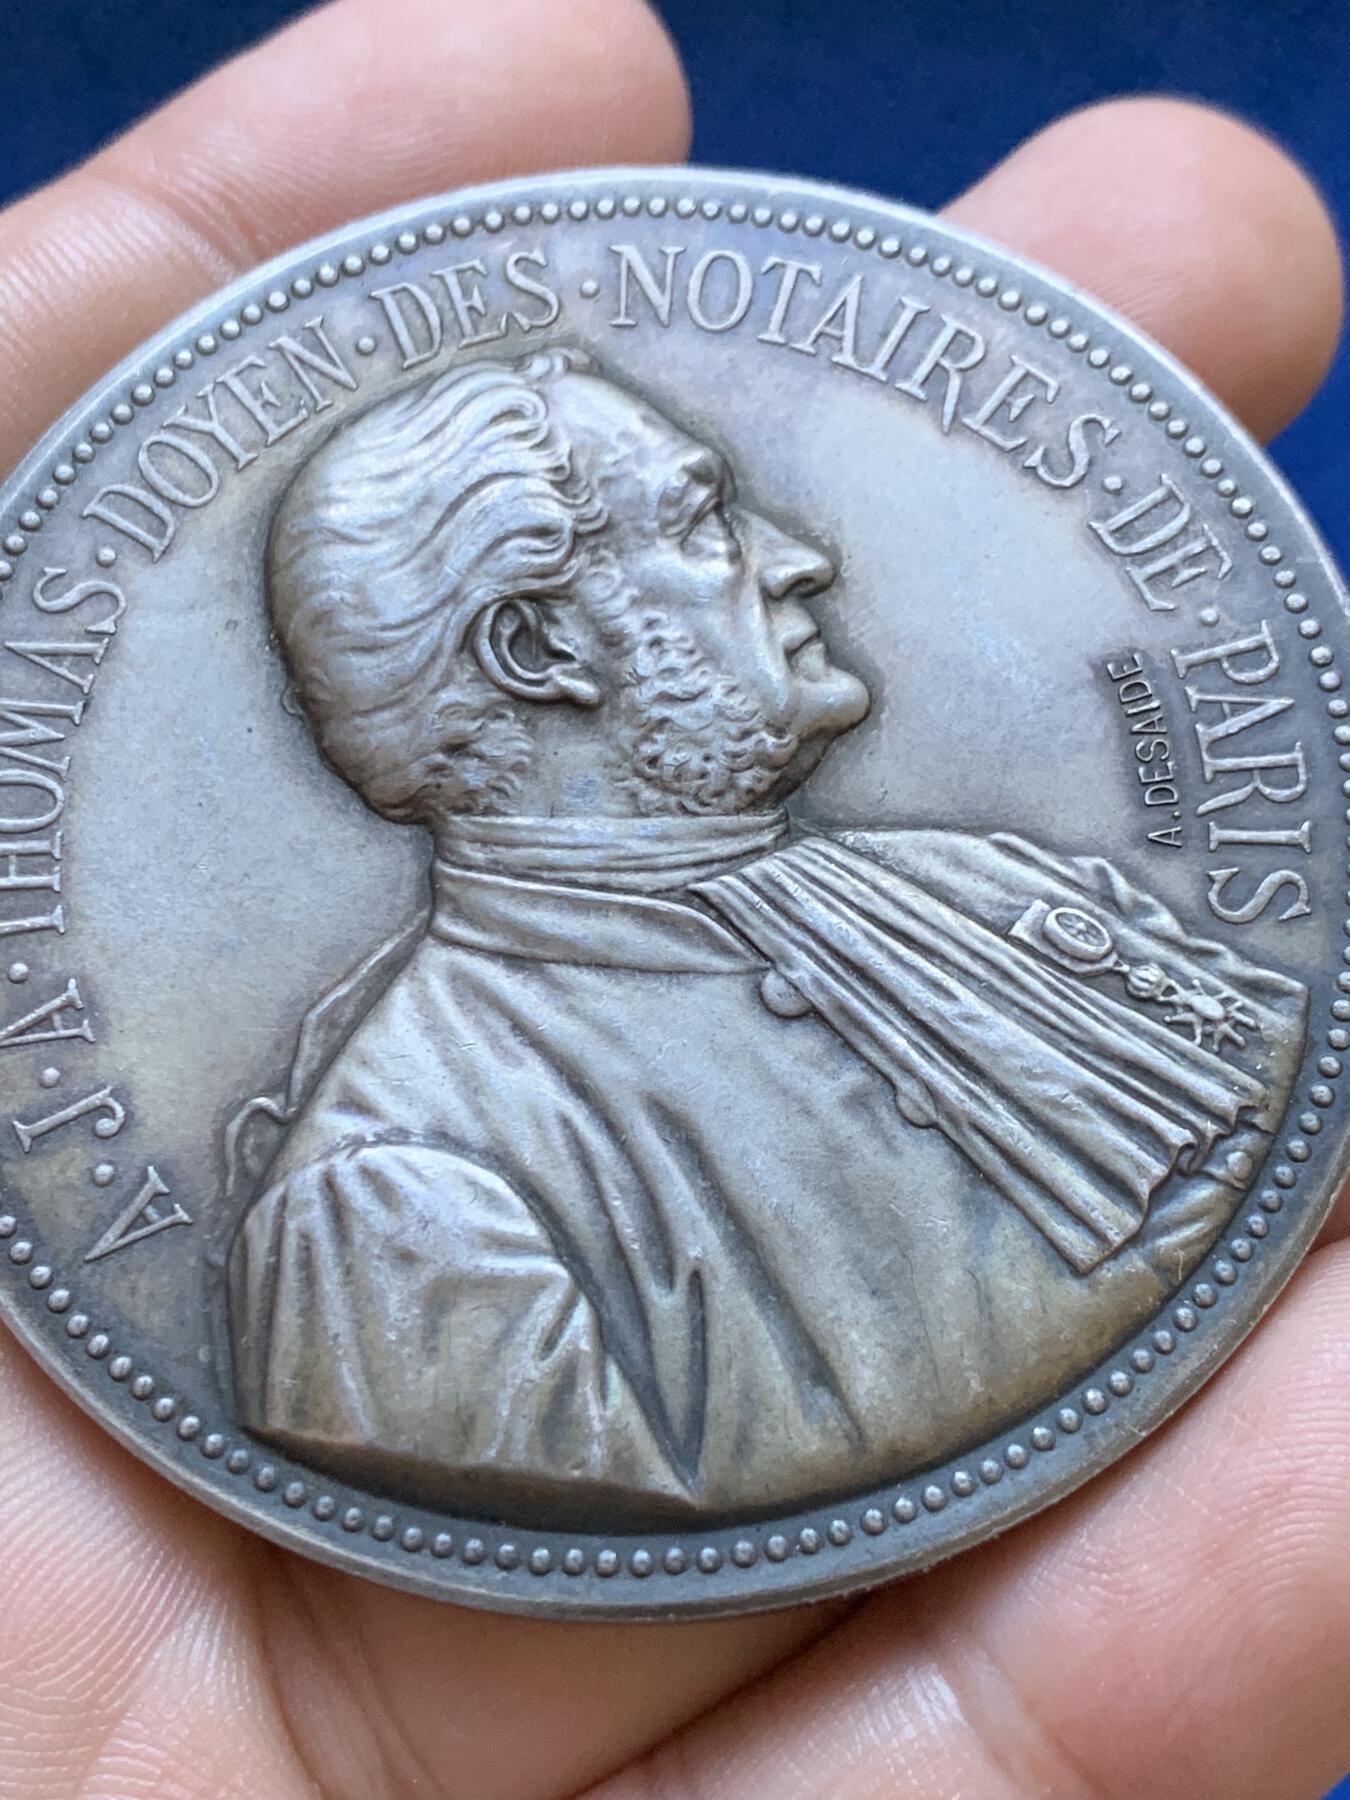 A · J · A · THOMAS · DOYEN · DES · NOTAIRES · DE · PARIS
A. DESAIDE